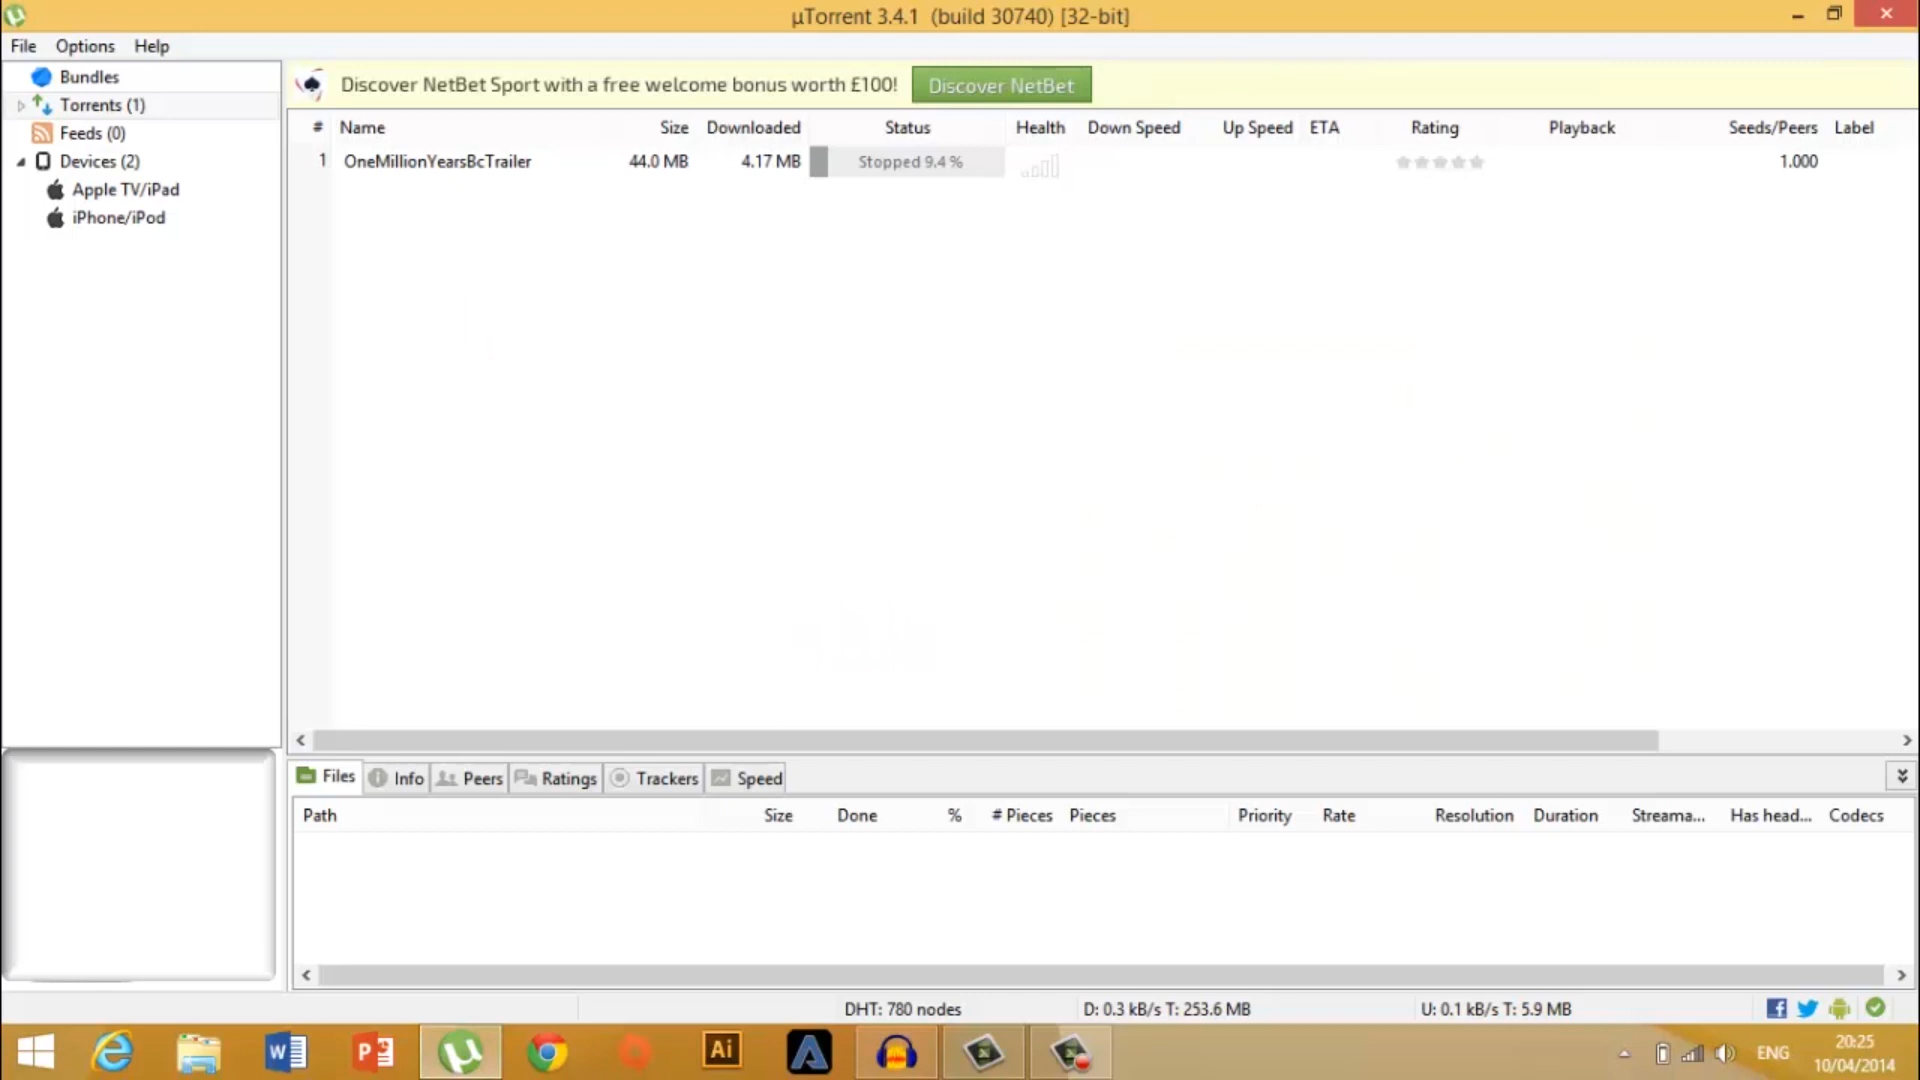 µTorrent 3.4.1 (build 30740) [32-bit]
File Options Help
Bundles
Torrents (1)
Feeds (0)
Devices (2)
Apple TV/iPad
iPhone/iPod
Discover NetBet Sport with a free welcome bonus worth £100! Discover NetBet
# Name Size Downloaded Status Health Down Speed Up Speed ETA Rating Playback Seeds/Peers Label
1 OneMillionYearsBcTrailer 44.0 MB 4.17 MB Stopped 9.4 % 1.000
Files Info Peers Ratings Trackers Speed
Path Size Done % # Pieces Pieces Priority Rate Resolution Duration Streama... Has head... Codecs
DHT: 780 nodes D: 0.3 kB/s T: 253.6 MB U: 0.1 kB/s T: 5.9 MB
Ai
ENG
20:25
10/04/2014